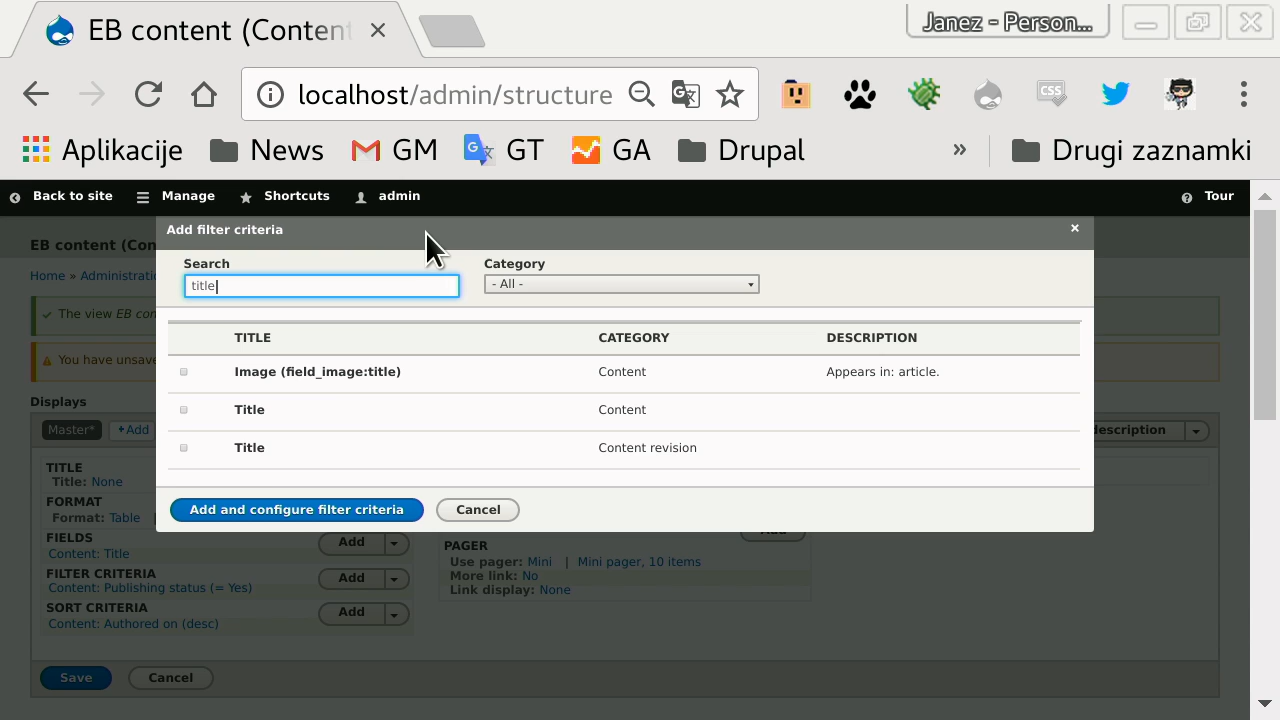 EB content (Content
Janez - Person...
localhost/admin/structure
CSS
Aplikacije
News
GM
GT
GA
Drupal
»
Drugi zaznamki
Back to site
Manage
Shortcuts
admin
Tour
Add filter criteria
×
EB content (Con
Search
Category
Home » Administratio
title
- All -
The view EB con
TITLE
CATEGORY
DESCRIPTION
You have unsave
Image (field_image:title)
Content
Appears in: article.
Displays
Title
Content
Master*
+Add
description
Title
Content revision
TITLE
Title: None
FORMAT
Add and configure filter criteria
Cancel
Format: Table
Add
FIELDS
Add
PAGER
Content: Title
Use pager: Mini | Mini pager, 10 items
FILTER CRITERIA
Add
More link: No
Content: Publishing status (= Yes)
Link display: None
SORT CRITERIA
Add
Content: Authored on (desc)
Save
Cancel